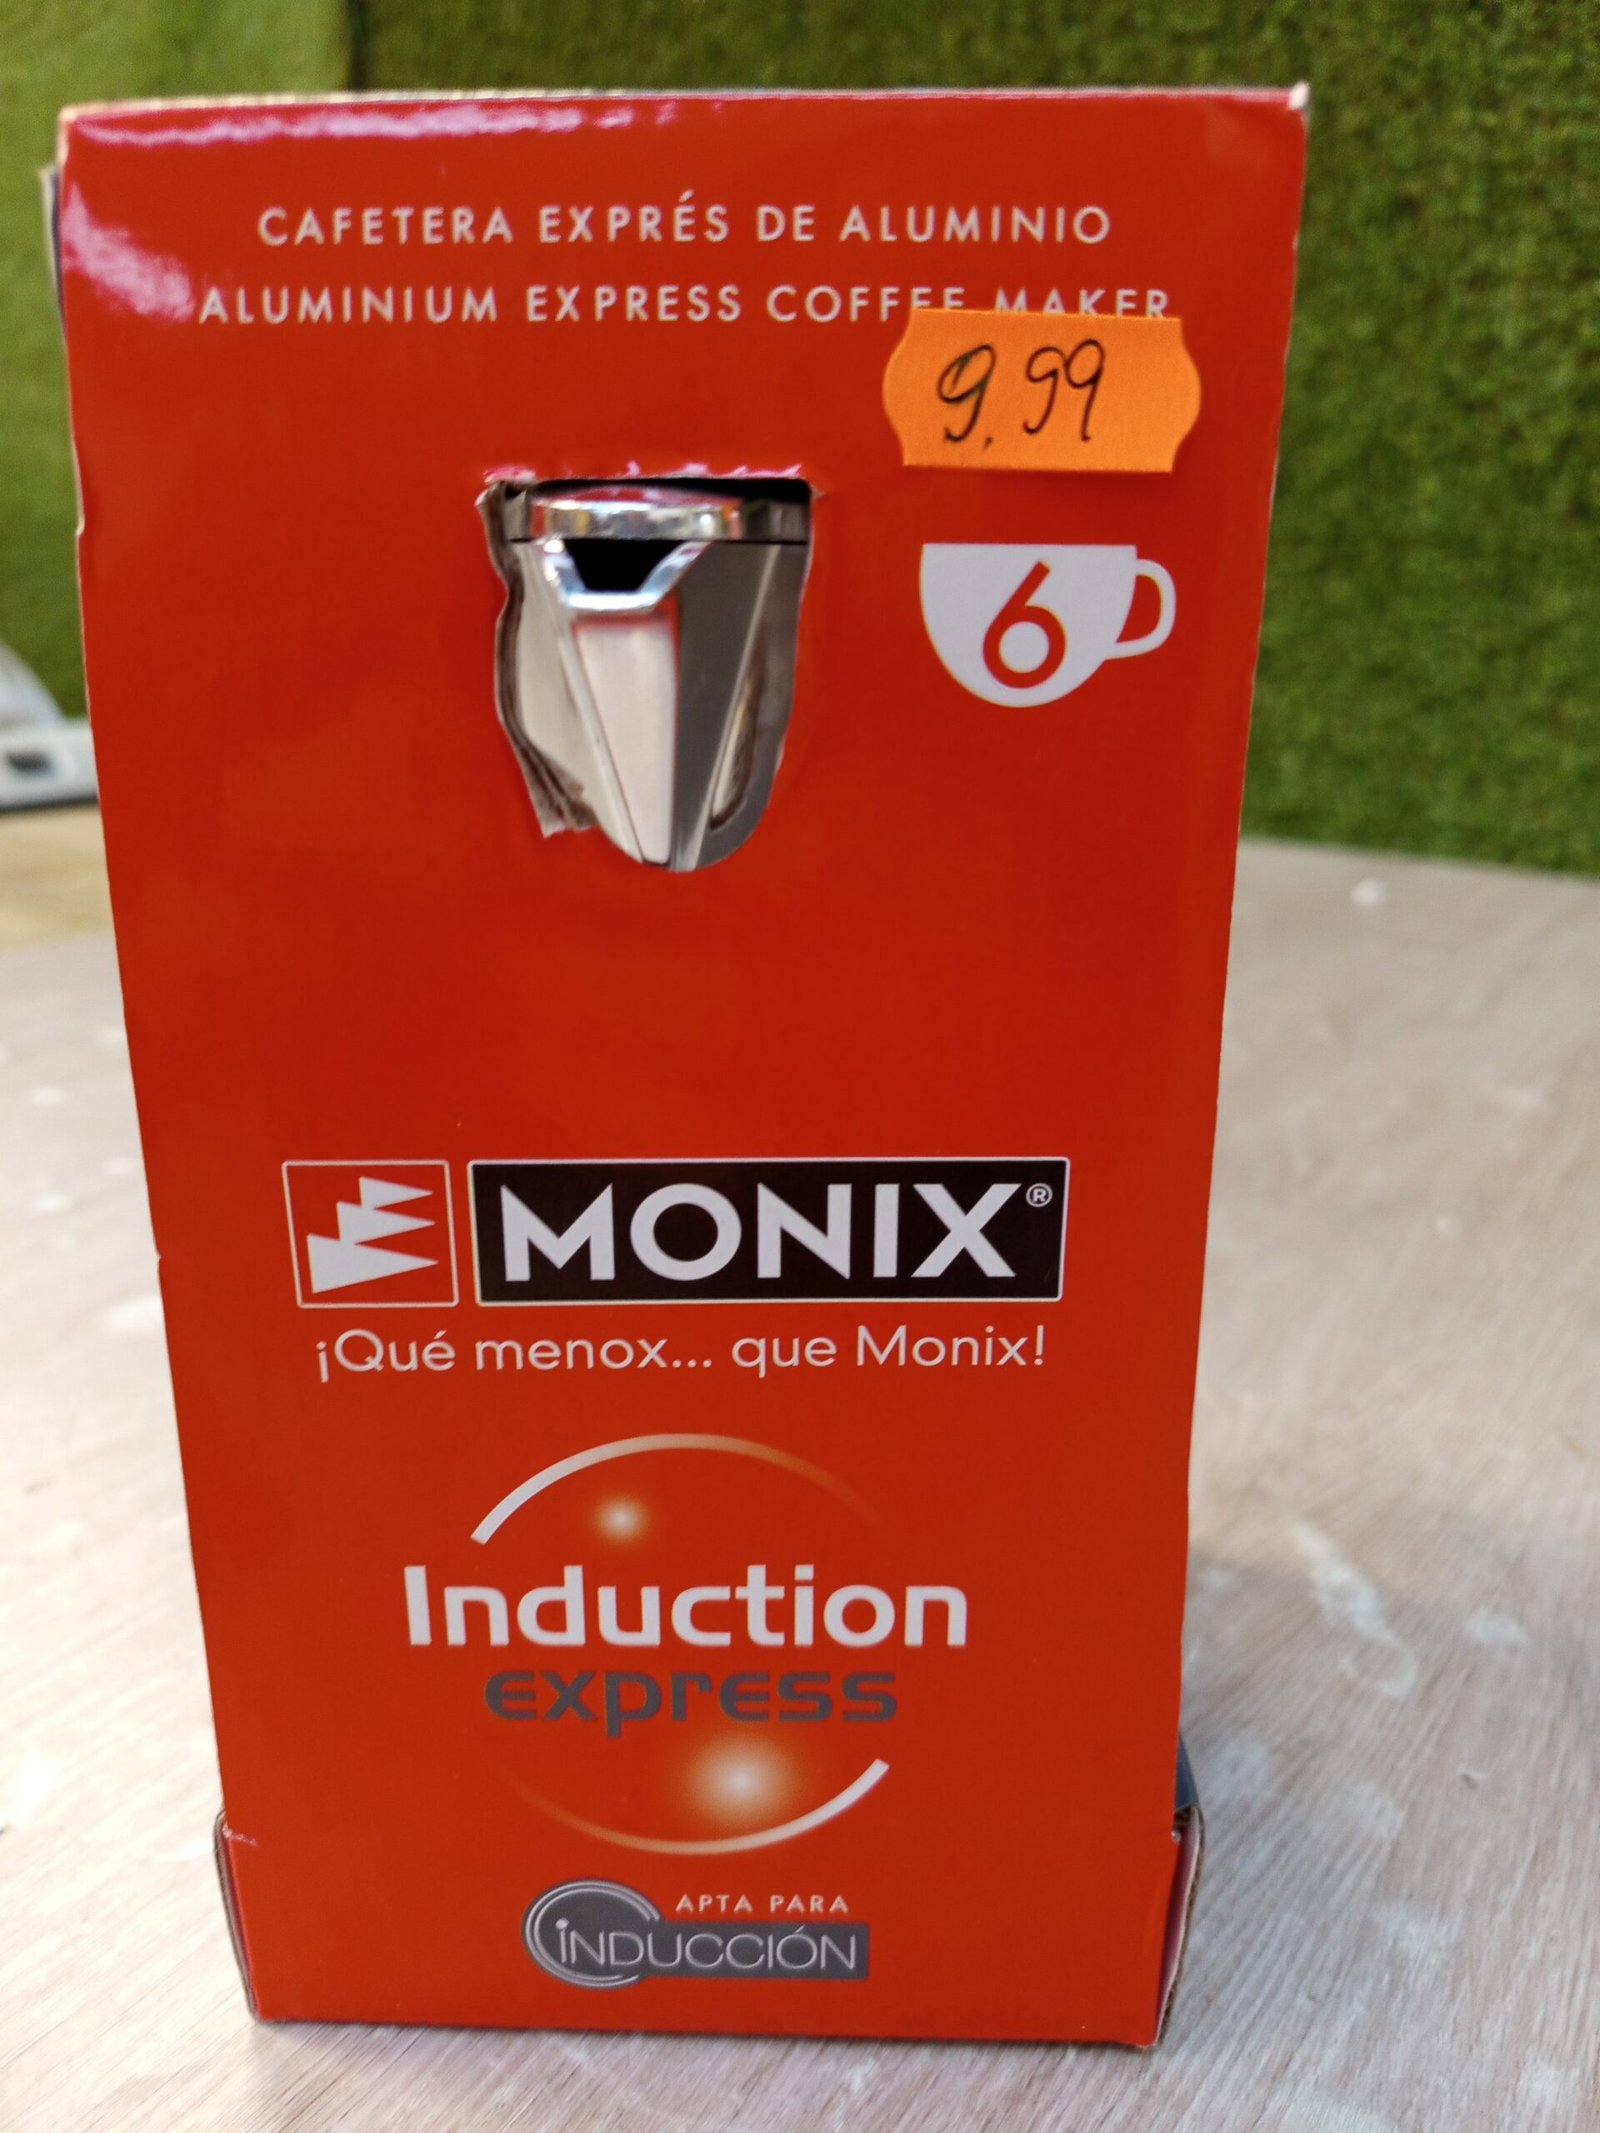 CAFETERA EXPRÉS DE ALUMINIO
ALUMINIUM EXPRESS COFFEE MAKER
9,99
6
MONIX®
¡Qué menox... que Monix!
Induction
express
APTA PARA
INDUCCIÓN